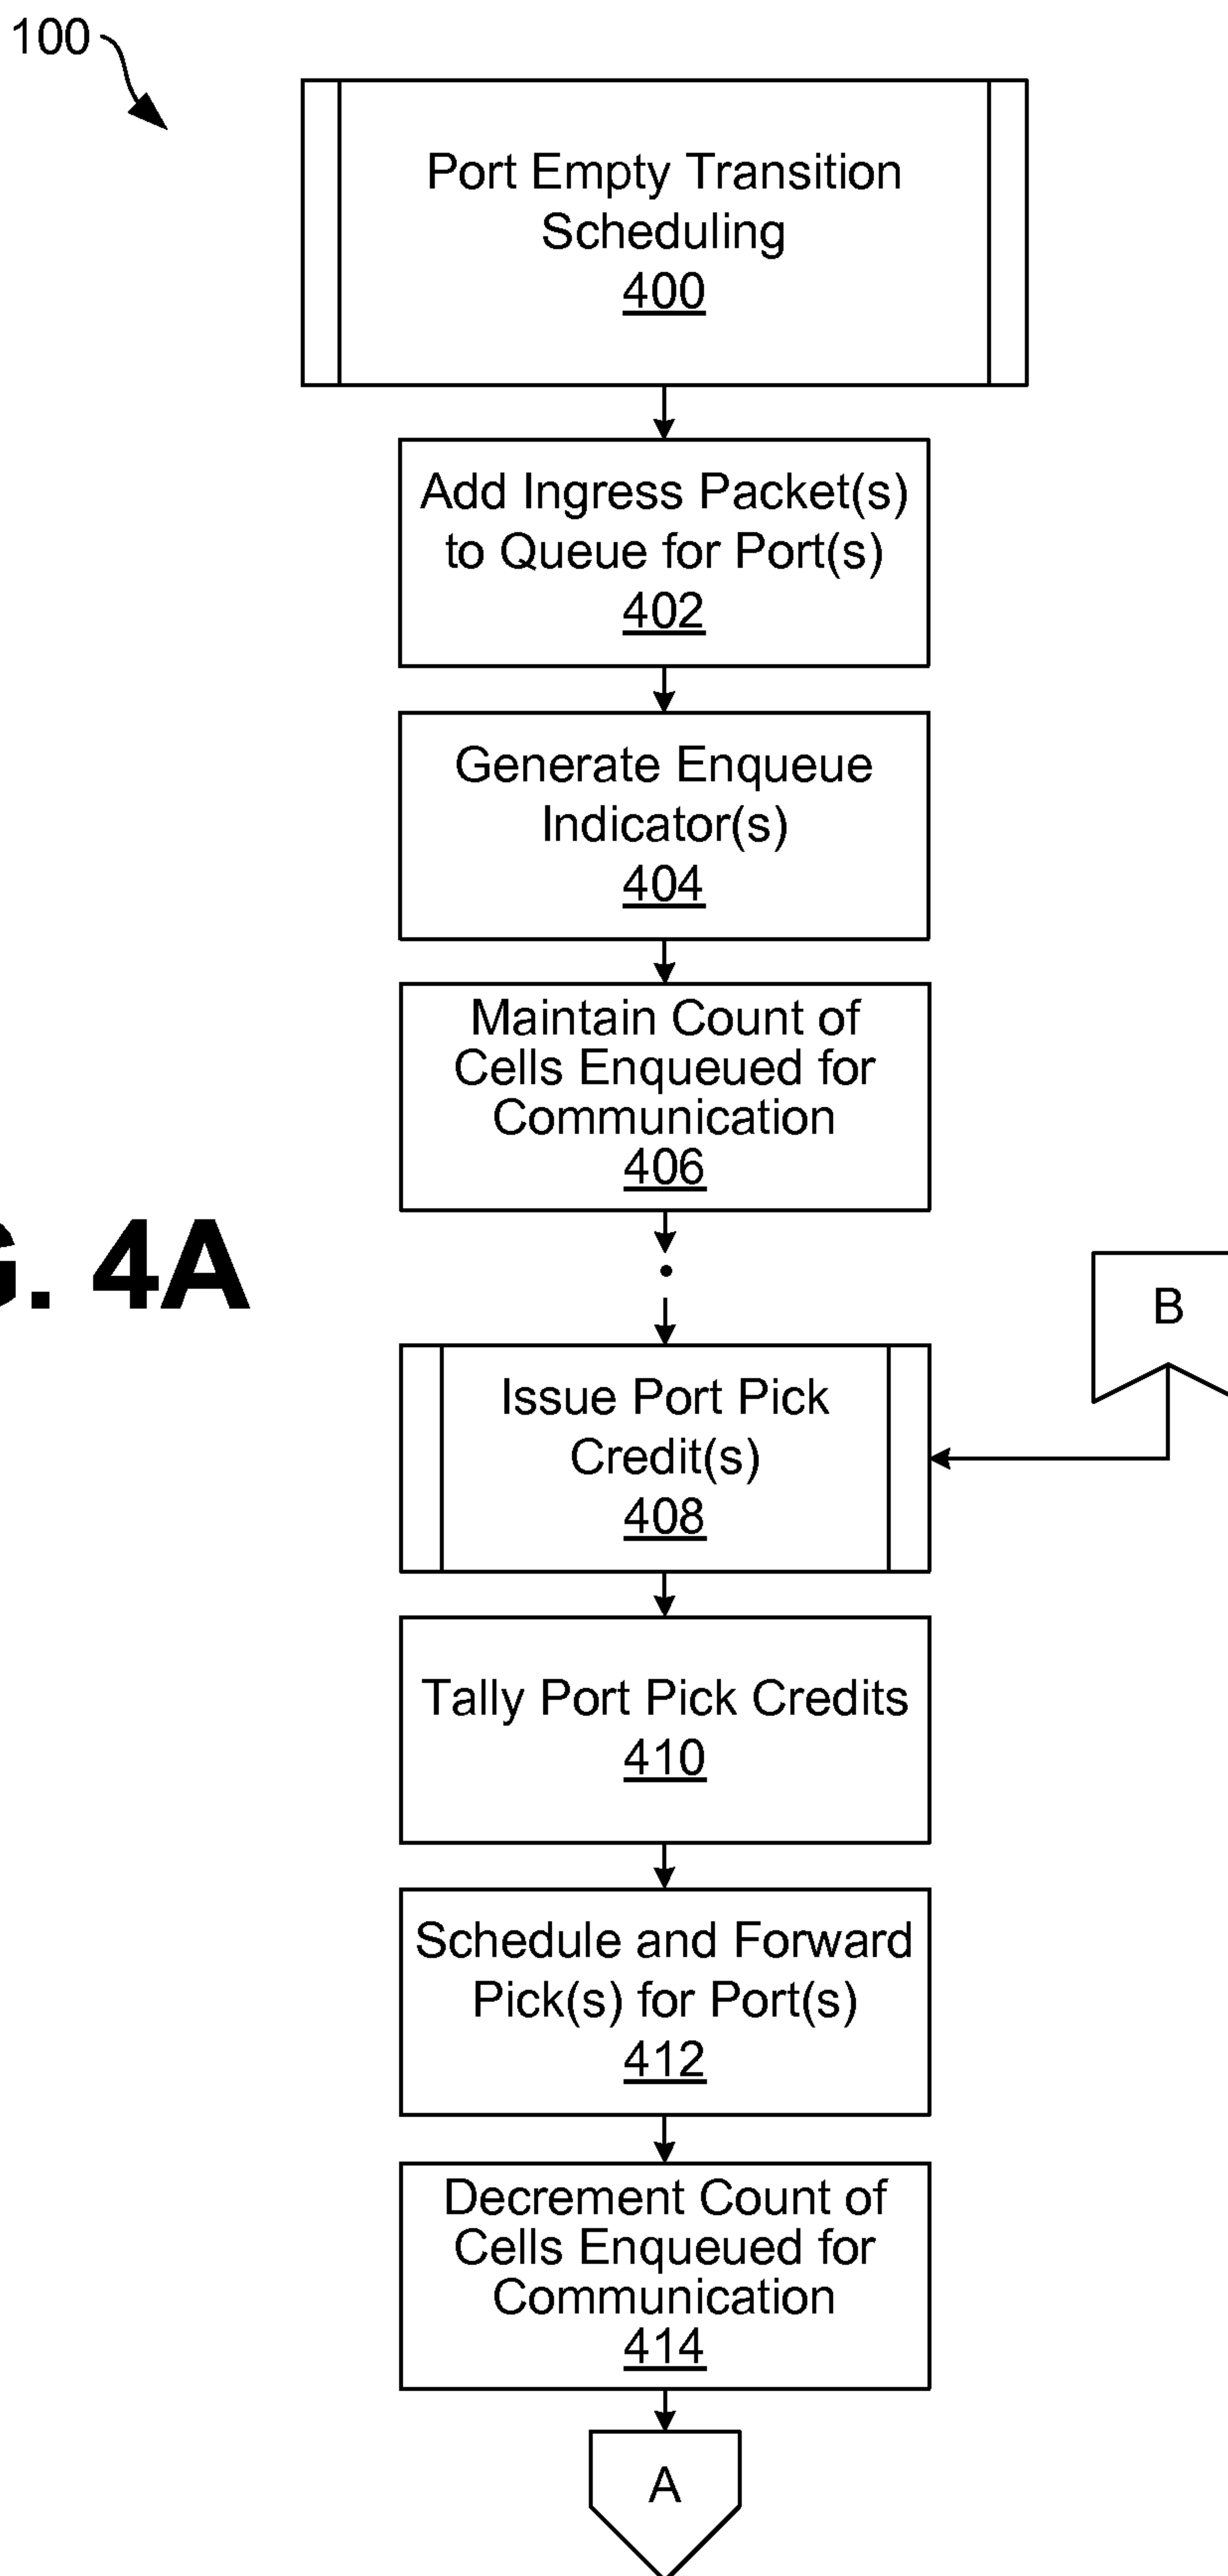 100
Port Empty Transition
Scheduling
400
Add Ingress Packet(s)
to Queue for Port(s)
402
Generate Enqueue
Indicator(s)
404
Maintain Count of
Cells Enqueued for
Communication
406
G. 4A
B
Issue Port Pick
Credit(s)
408
Tally Port Pick Credits
410
Schedule and Forward
Pick(s) for Port(s)
412
Decrement Count of
Cells Enqueued for
Communication
414
A